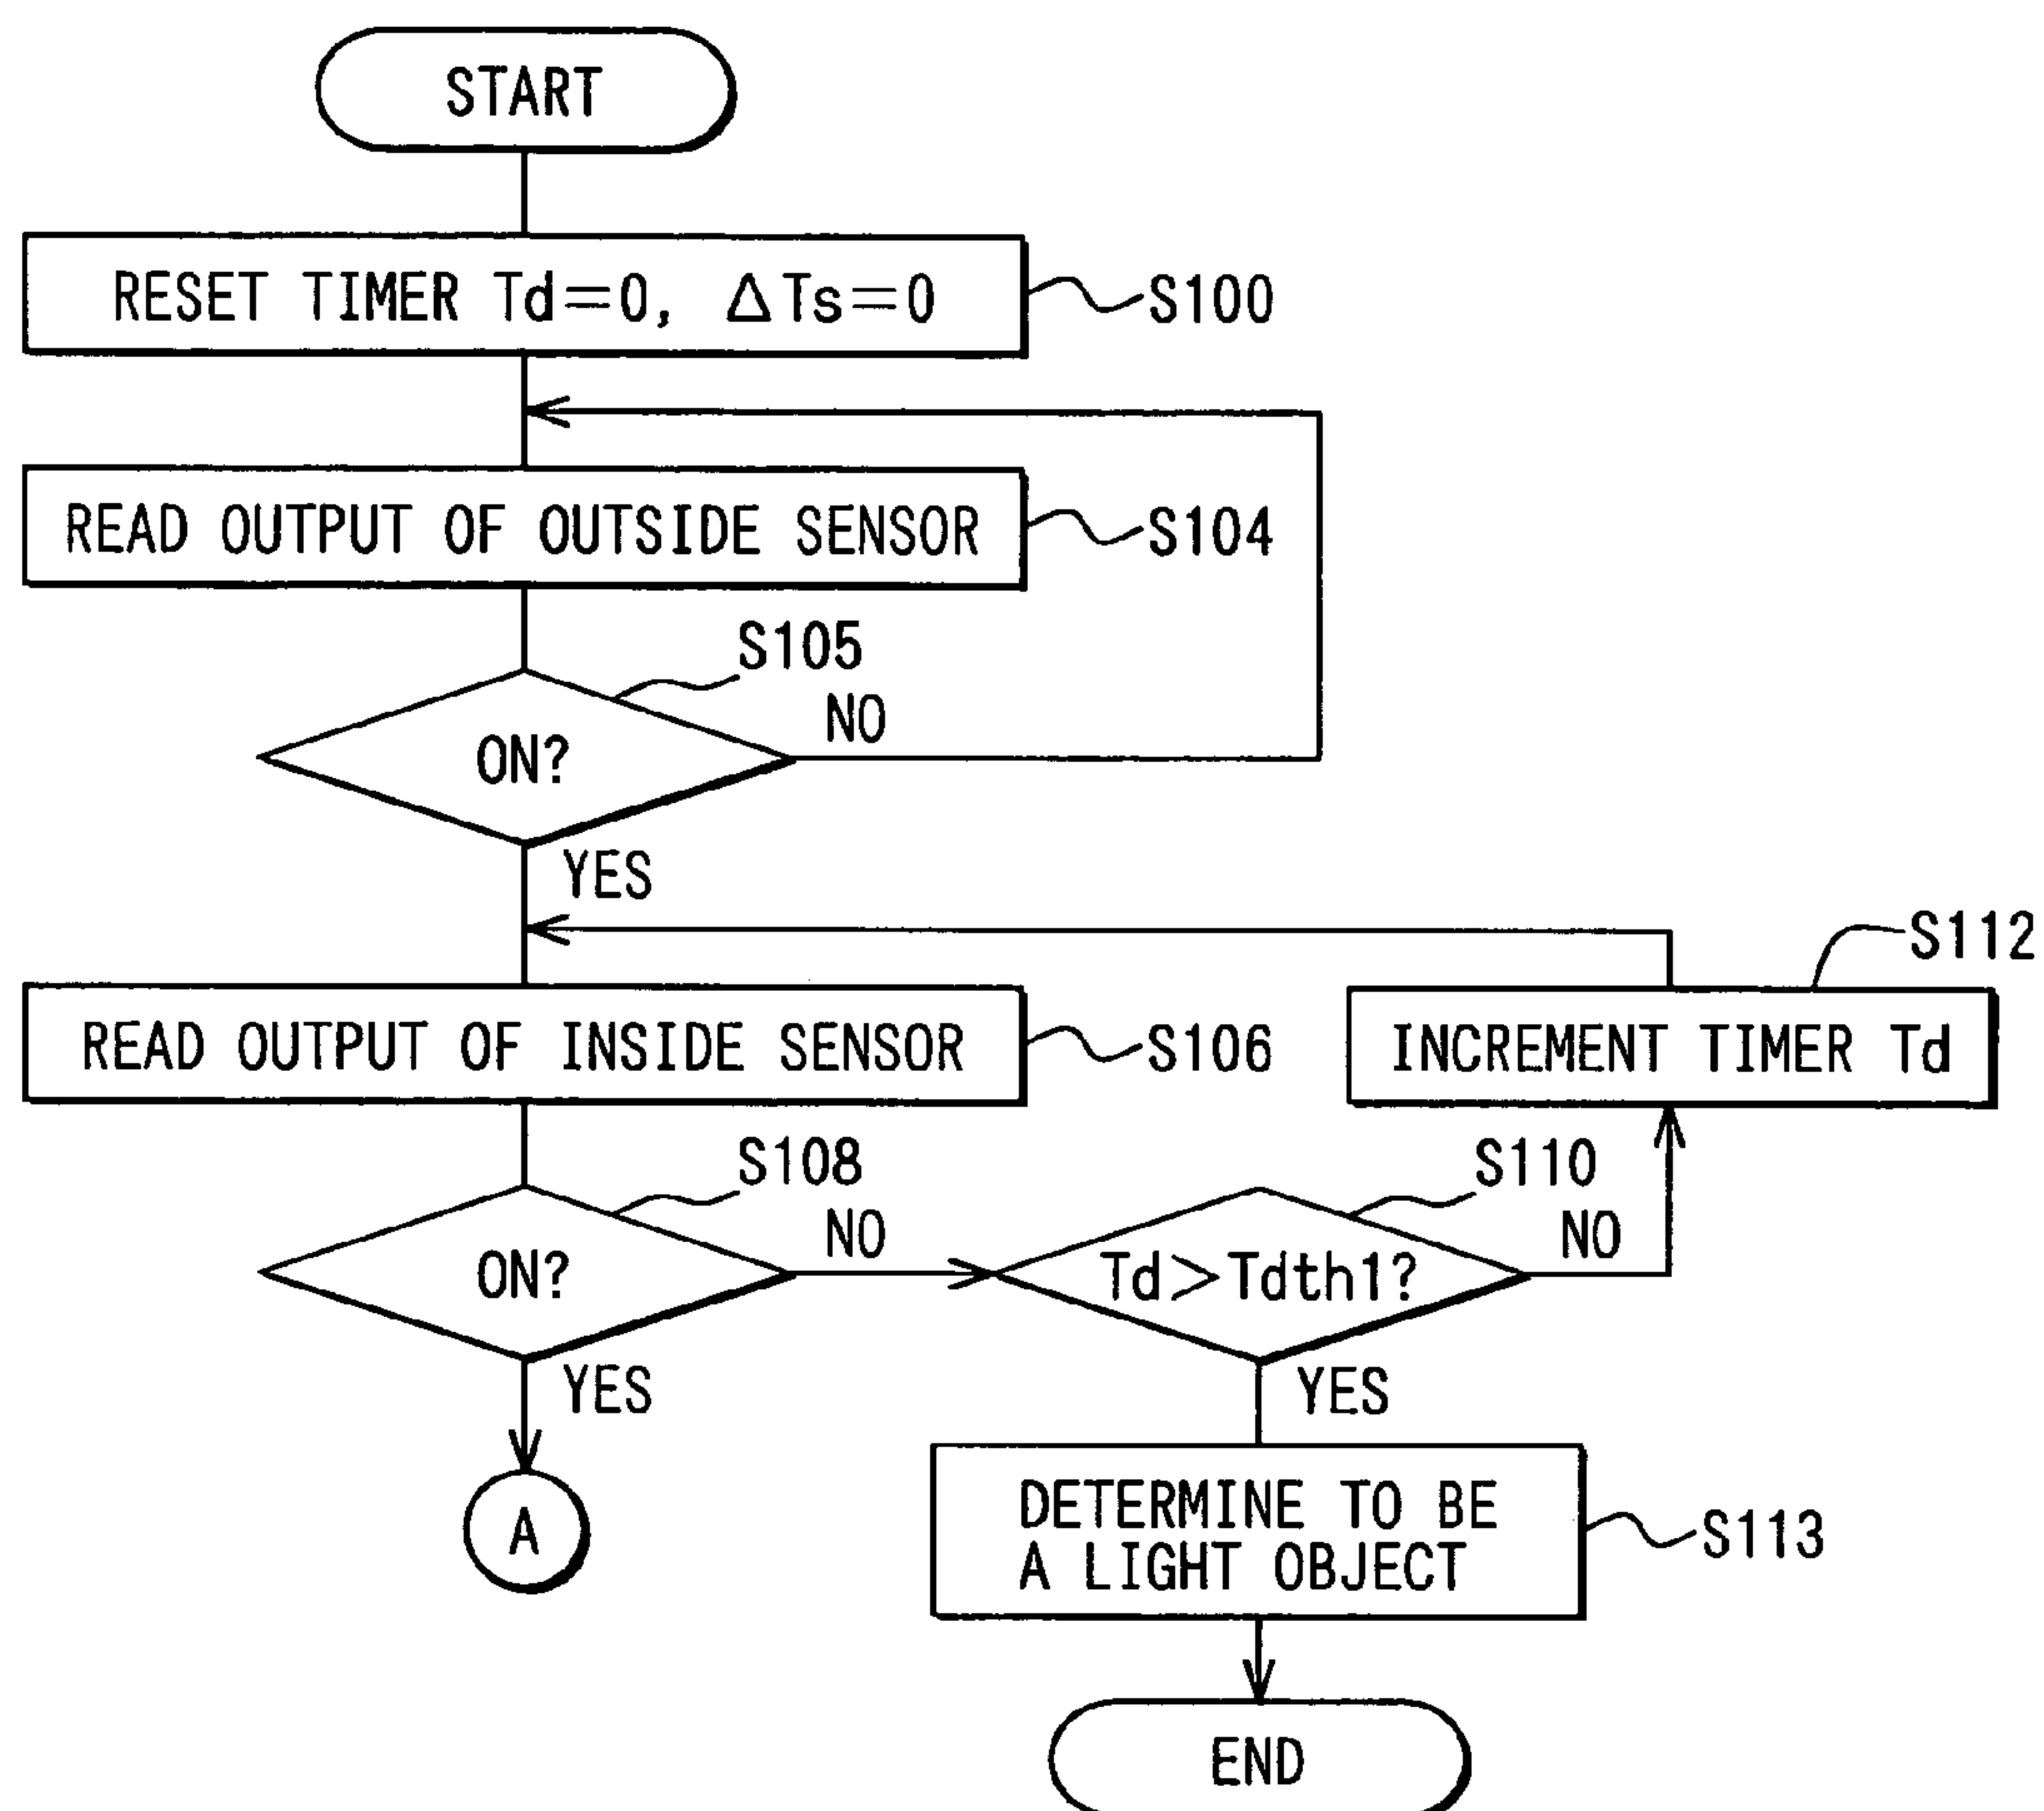 START
RESET TIMER Td=0, ΔTs=0
S100
READ OUTPUT OF OUTSIDE SENSOR
S104
S105
ON?
NO
YES
S112
READ OUTPUT OF INSIDE SENSOR
S106
INCREMENT TIMER Td
S108
ON?
NO
S110
Td>Tdth1?
NO
YES
YES
A
DETERMINE TO BE
A LIGHT OBJECT
S113
END